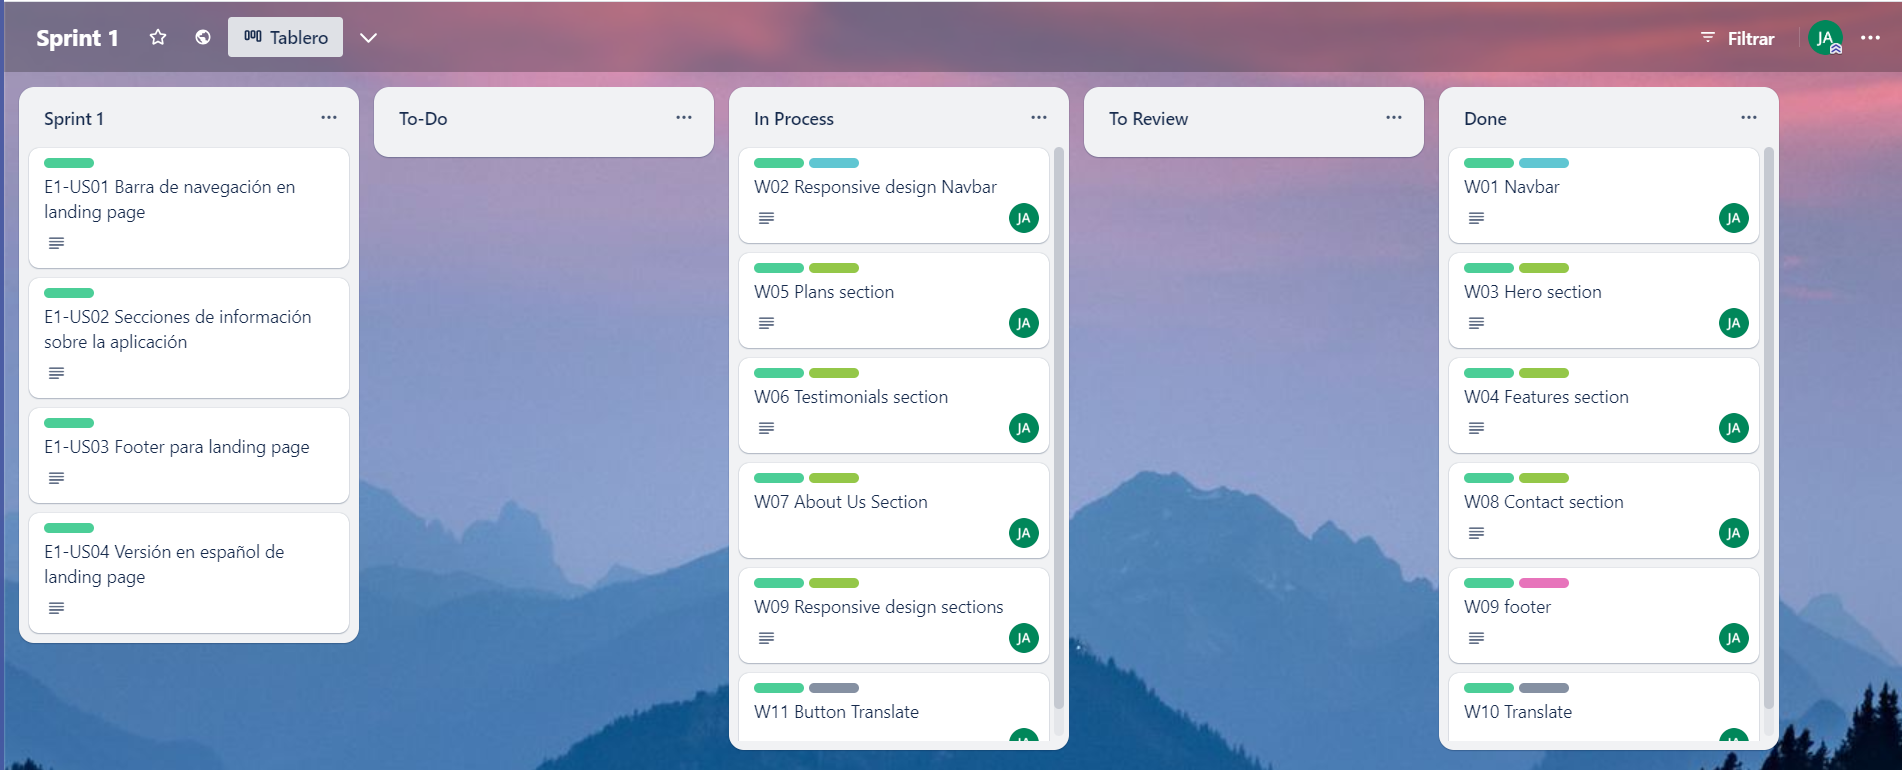 Sprint 1
Tablero
Filtrar
JA
Sprint 1
E1-US01 Barra de navegación en
landing page
E1-US02 Secciones de información
sobre la aplicación
E1-US03 Footer para landing page
E1-US04 Versión en español de
landing page
To-Do
In Process
W02 Responsive design Navbar
JA
W05 Plans section
JA
W06 Testimonials section
JA
W07 About Us Section
JA
W09 Responsive design sections
JA
W11 Button Translate
JA
To Review
Done
W01 Navbar
JA
W03 Hero section
JA
W04 Features section
JA
W08 Contact section
JA
W09 footer
JA
W10 Translate
JA